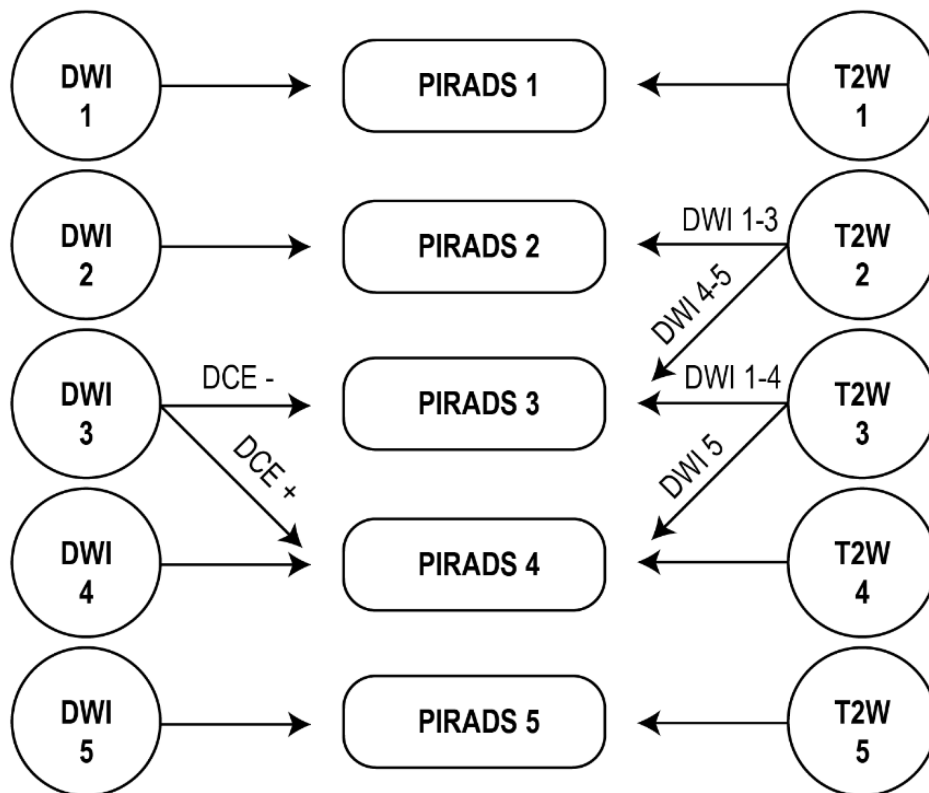 DWI
1
PIRADS 1
T2W
1
DWI
2
PIRADS 2
DWI 1-3
T2W
2
DWI 4-5
DWI
3
DCE -
PIRADS 3
DWI 1-4
T2W
3
DCE +
DWI 5
DWI
4
PIRADS 4
T2W
4
DWI
5
PIRADS 5
T2W
5